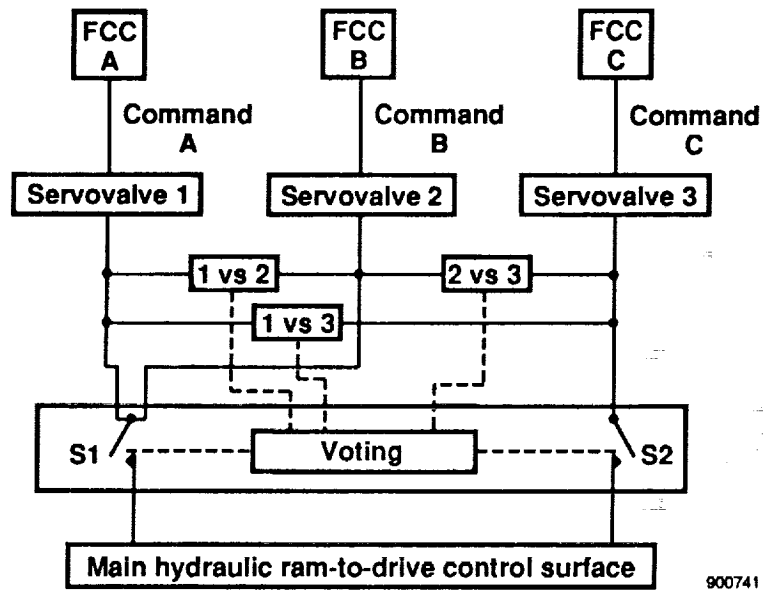 FCC
A
FCC
B
FCC
C
Command
A
Command
B
Command
C
Servovalve 1
Servovalve 2
Servovalve 3
1 vs 2
2 vs 3
1 vs 3
S1
Voting
S2
Main hydraulic ram-to-drive control surface
900741